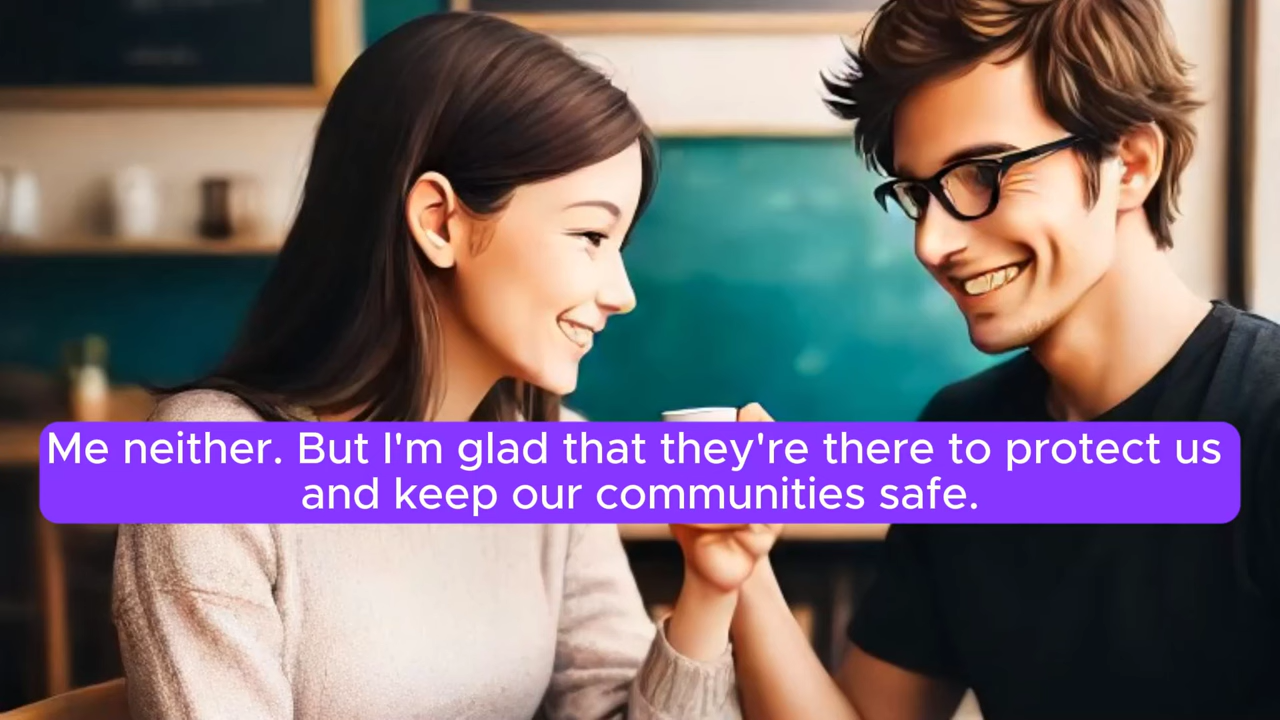 Me neither. But I'm glad that they're there to protect us
and keep our communities safe.